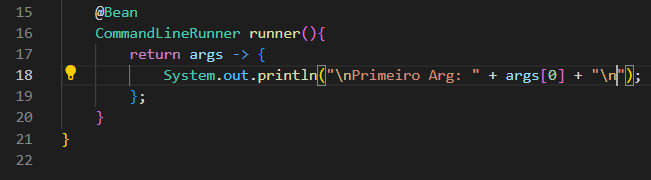 15 @Bean
16 CommandLineRunner runner(){
17 return args -> {
18 System.out.println("\nPrimeiro Arg: " + args[0] + "\n");
19 };
20 }
21 }
22